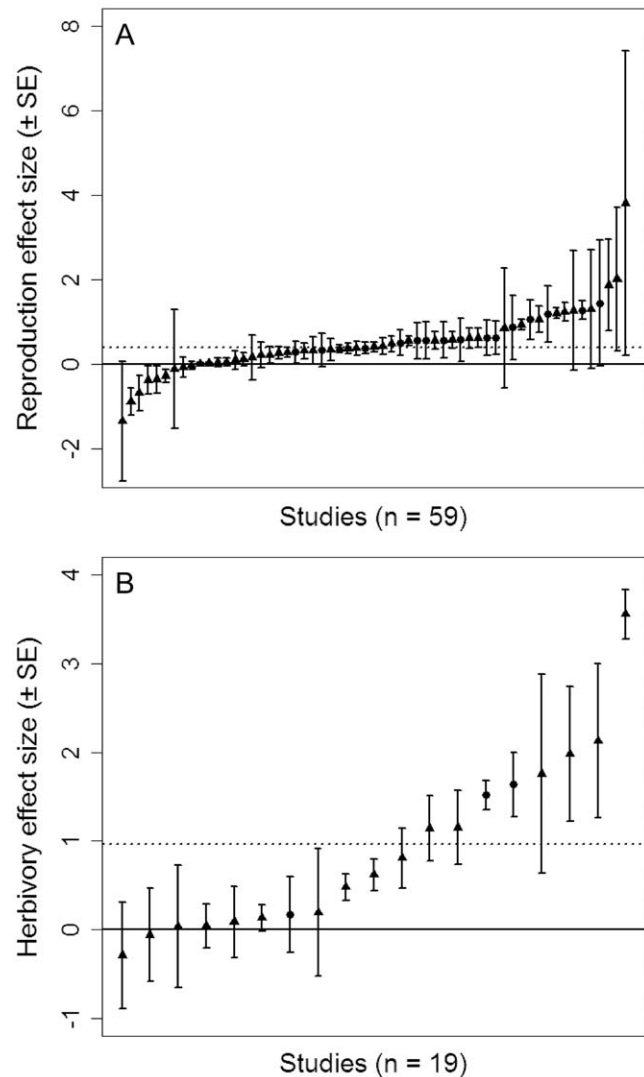 A
Reproduction effect size (± SE)
8
6
4
2
0
-2
Studies (n = 59)
B
Herbivory effect size (± SE)
4
3
2
1
0
-1
Studies (n = 19)